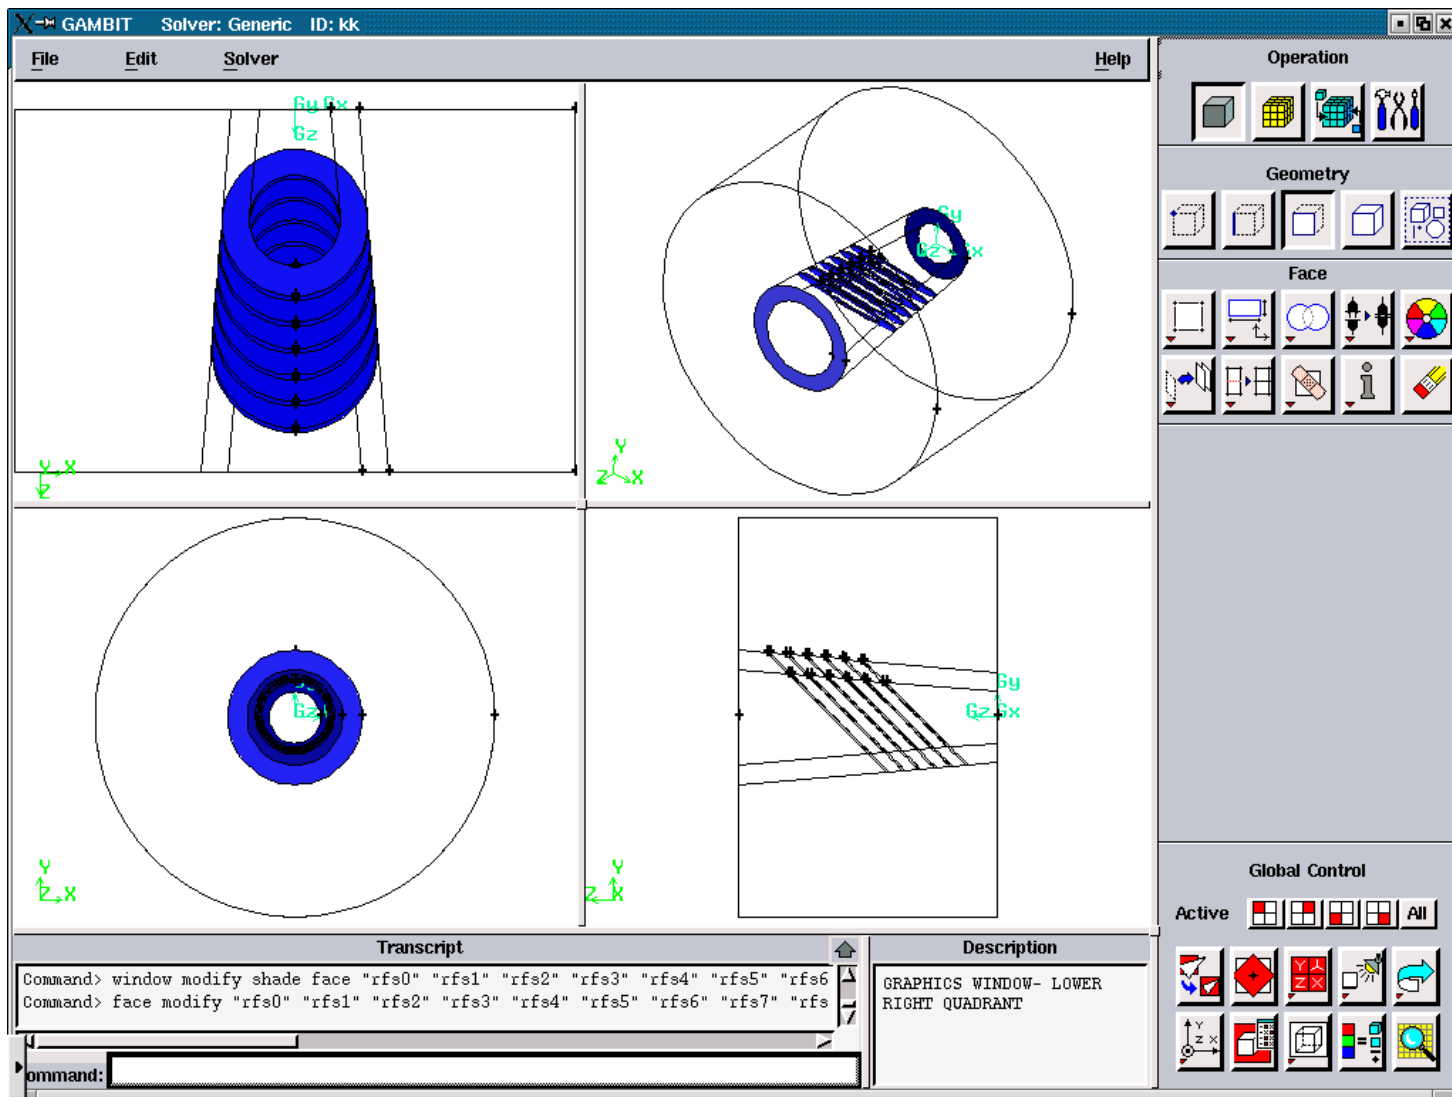 GAMBIT Solver: Generic ID: kk
File Edit Solver Help
Operation
Geometry
Face
Gy Gx
Gz
Gy
Gz Gx
Y X
Z
Y
Z X
Gz
Gy
Gz Gx
Y
Z X
Y
Z X
Global Control
Active All
Transcript
Command> window modify shade face "rfs0" "rfs1" "rfs2" "rfs3" "rfs4" "rfs5" "rfs6
Command> face modify "rfs0" "rfs1" "rfs2" "rfs3" "rfs4" "rfs5" "rfs6" "rfs7" "rfs
Description
GRAPHICS WINDOW- LOWER
RIGHT QUADRANT
Y
Z X
Y
Z X
ommand: